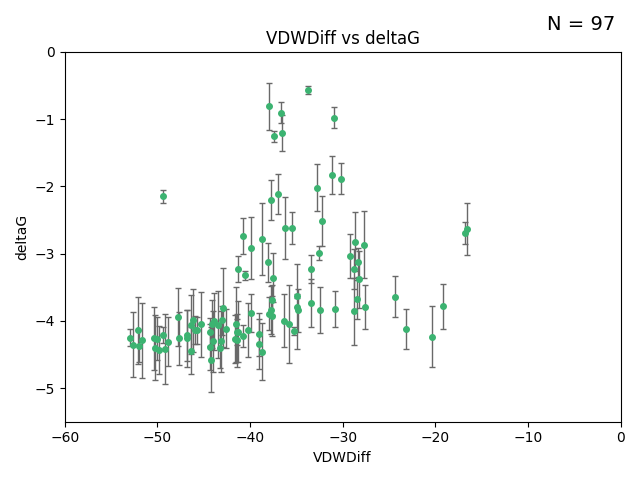 N = 97
VDWDiff vs deltaG
0
−1
−2
−3
−4
−5
deltaG
−60 −50 −40 −30 −20 −10 0
VDWDiff